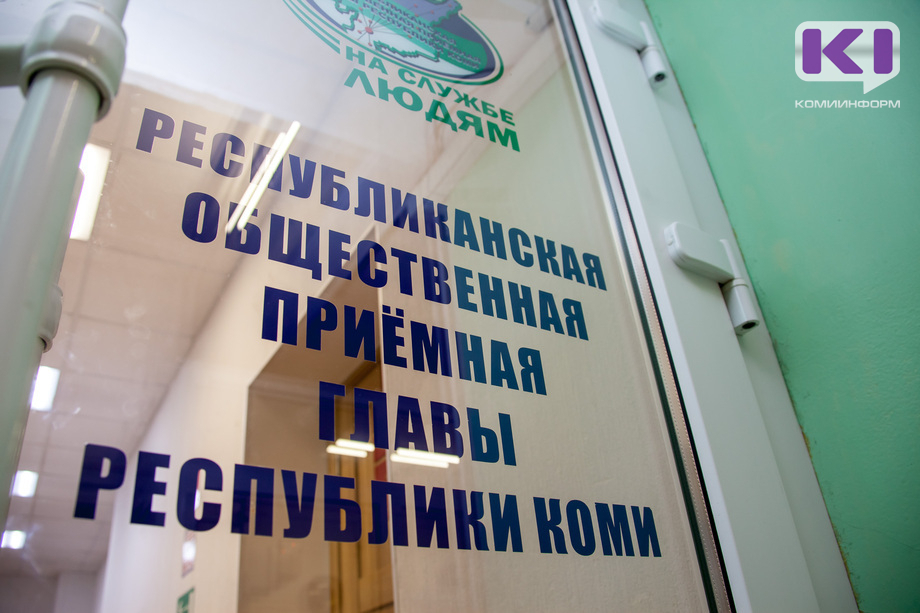 НА СЛУЖБЕ
ЛЮДЯМ
РЕСПУБЛИКАНСКАЯ
ОБЩЕСТВЕННАЯ
ПРИЁМНАЯ
ГЛАВЫ
РЕСПУБЛИКИ КОМИ
KI
КОМИИНФОРМ